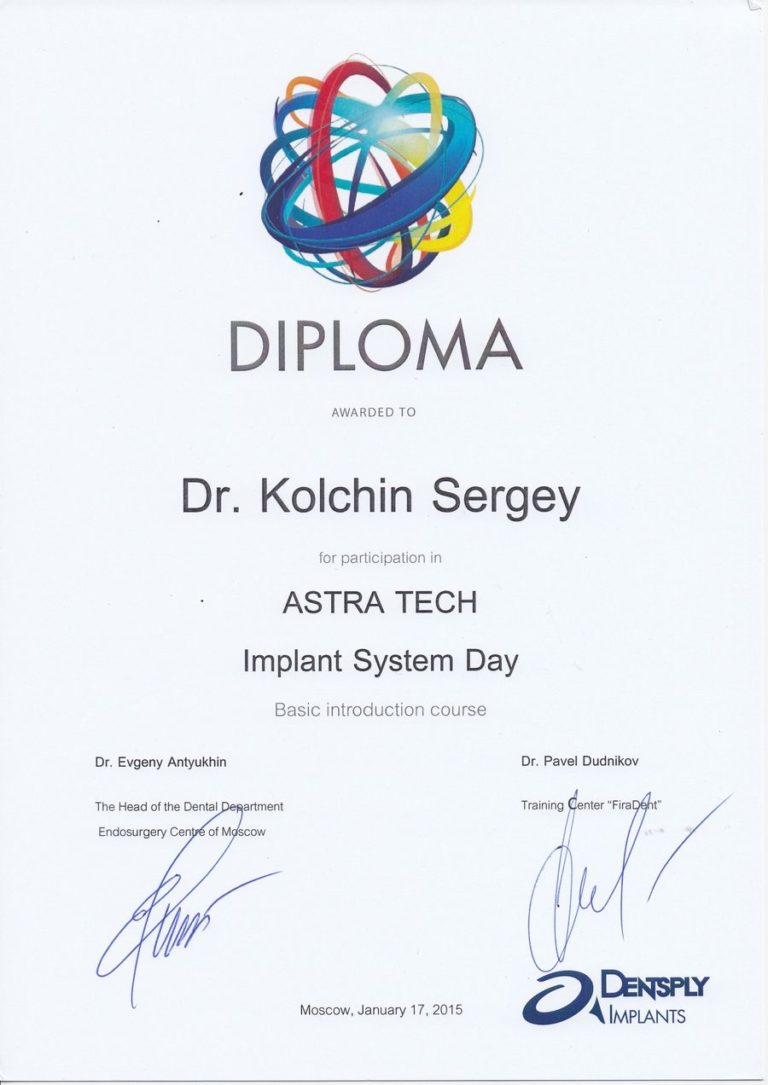 DIPLOMA
AWARDED TO
Dr. Kolchin Sergey
for participation in
ASTRA TECH
Implant System Day
Basic introduction course
Dr. Evgeny Antyukhin
The Head of the Dental Department
Endosurgery Centre of Moscow
Dr. Pavel Dudnikov
Training Center "FiraDent"
Moscow, January 17, 2015
DENTSPLY
IMPLANTS